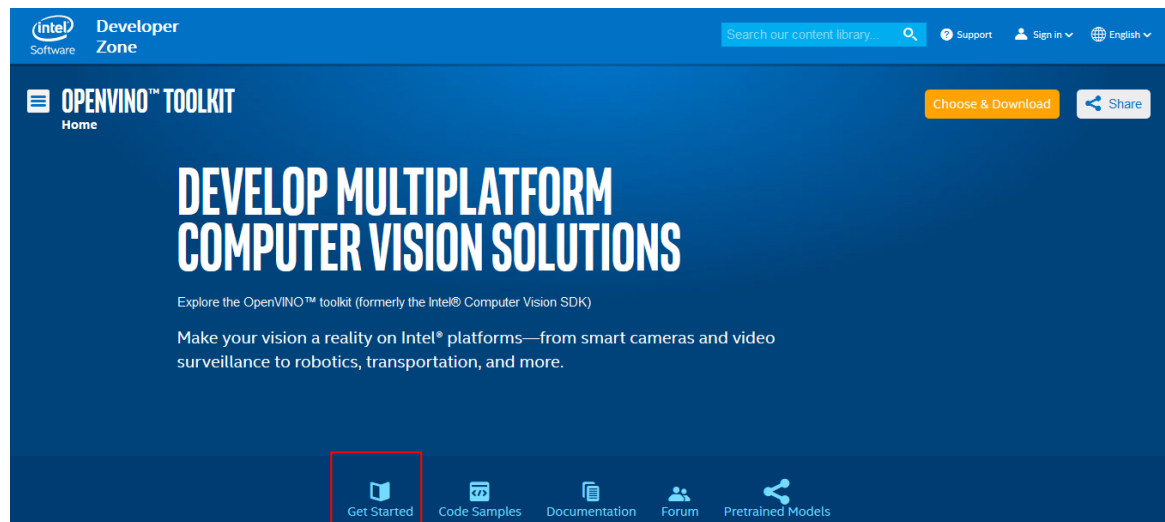 intel
Software
Developer
Zone
Search our content library...
Support
Sign in
English
OPENVINO™ TOOLKIT
Home
Choose & Download
Share
DEVELOP MULTIPLATFORM
COMPUTER VISION SOLUTIONS
Explore the OpenVINO™ toolkit (formerly the Intel® Computer Vision SDK)
Make your vision a reality on Intel® platforms—from smart cameras and video
surveillance to robotics, transportation, and more.
Get Started
Code Samples
Documentation
Forum
Pretrained Models